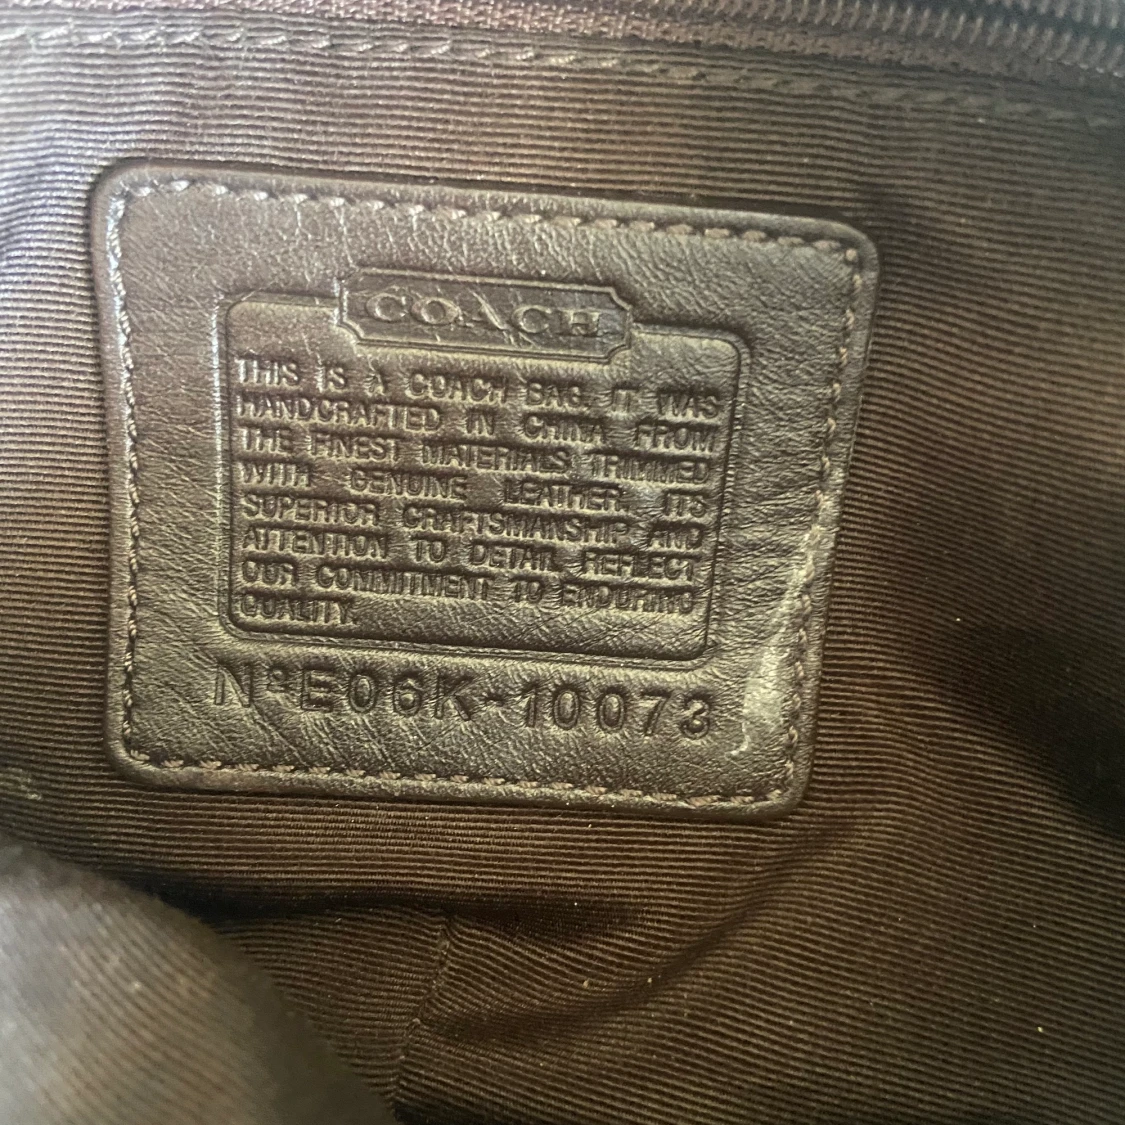 COACH
THIS IS A COACH BAG. IT WAS
HANDCRAFTED IN CHINA FROM
THE FINEST MATERIALS TRIMMED
WITH GENUINE LEATHER. ITS
SUPERIOR CRAFTSMANSHIP AND
ATTENTION TO DETAIL REFLECT
OUR COMMITMENT TO ENDURING
QUALITY.
Nº E06K-10073